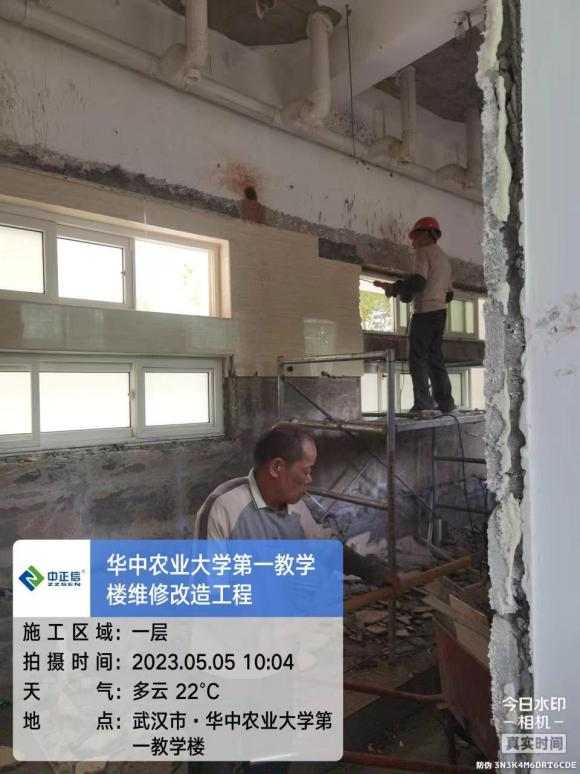 中正信®
ZZSEN
华中农业大学第一教学
楼维修改造工程
施工区域：一层
拍摄时间：2023.05.05 10:04
天气：多云 22℃
地点：武汉市·华中农业大学第
一教学楼
今日水印
相机
真实时间
防伪 3N3K4M6DRT6CDE